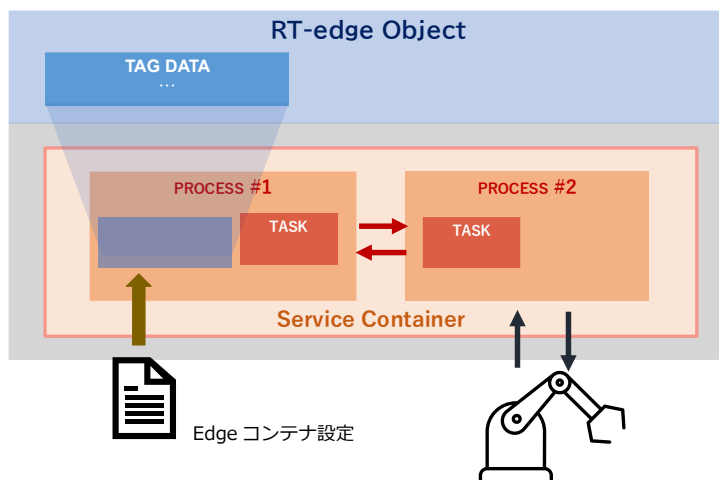 RT-edge Object
TAG DATA
…
PROCESS #1
PROCESS #2
TASK
TASK
Service Container
Edge コンテナ設定